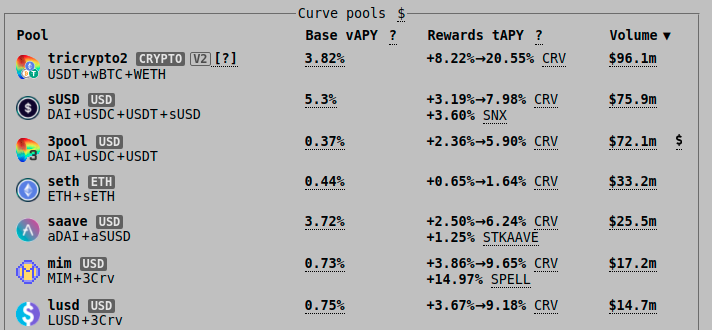 Curve pools $
Pool Base vAPY ? Rewards tAPY ? Volume ▼
tricrypto2 CRYPTO V2 [?] 3.82% +8.22%→20.55% CRV $96.1m
USDT+wBTC+WETH
sUSD USD 5.3% +3.19%→7.98% CRV $75.9m
DAI+USDC+USDT+sUSD +3.60% SNX
3pool USD 0.37% +2.36%→5.90% CRV $72.1m $
DAI+USDC+USDT
seth ETH 0.44% +0.65%→1.64% CRV $33.2m
ETH+sETH
saave USD 3.72% +2.50%→6.24% CRV $25.5m
aDAI+aSUSD +1.25% STKAAVE
mim USD 0.73% +3.86%→9.65% CRV $17.2m
MIM+3Crv +14.97% SPELL
lusd USD 0.75% +3.67%→9.18% CRV $14.7m
LUSD+3Crv